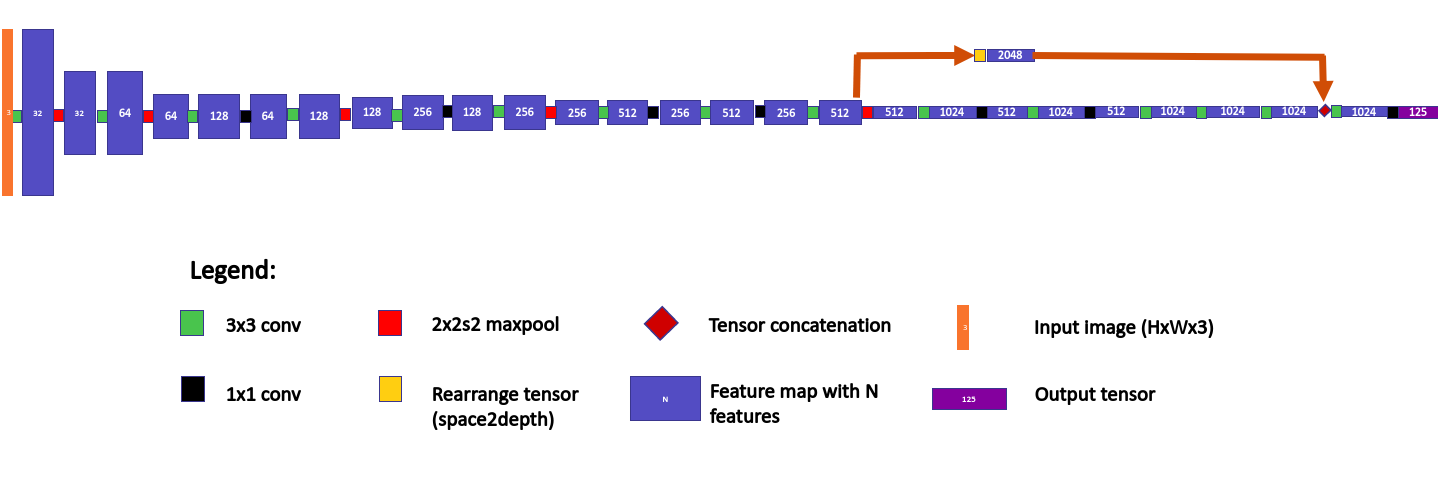 2048
3 32 32 64 64 128 64 128 128 256 128 256 256 512 256 512 256 512 512 1024 512 1024 512 1024 1024 1024 1024 125
Legend:
3x3 conv 2x2s2 maxpool Tensor concatenation 3 Input image (HxWx3)
1x1 conv Rearrange tensor
(space2depth)
N Feature map with N
features
125 Output tensor